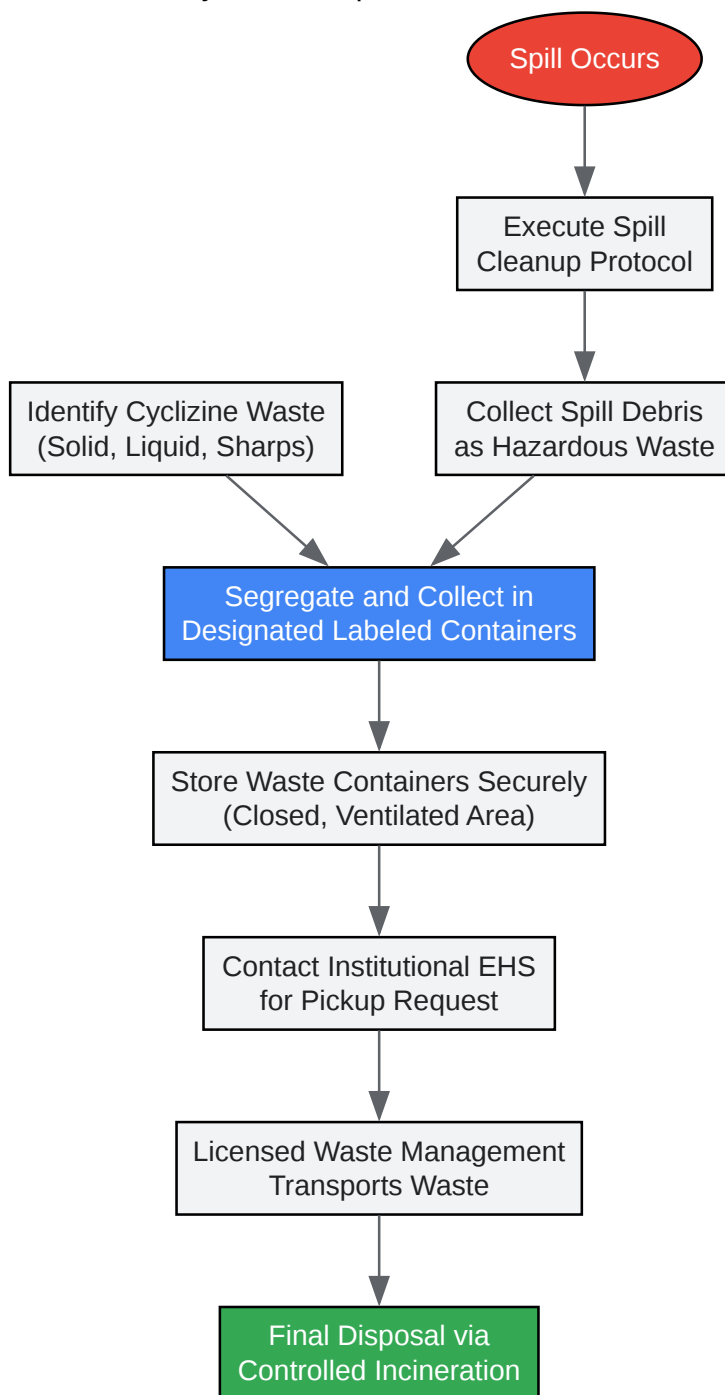 Spill Occurs
Execute Spill
Cleanup Protocol
Identify Cyclizine Waste
(Solid, Liquid, Sharps)
Collect Spill Debris
as Hazardous Waste
Segregate and Collect in
Designated Labeled Containers
Store Waste Containers Securely
(Closed, Ventilated Area)
Contact Institutional EHS
for Pickup Request
Licensed Waste Management
Transports Waste
Final Disposal via
Controlled Incineration